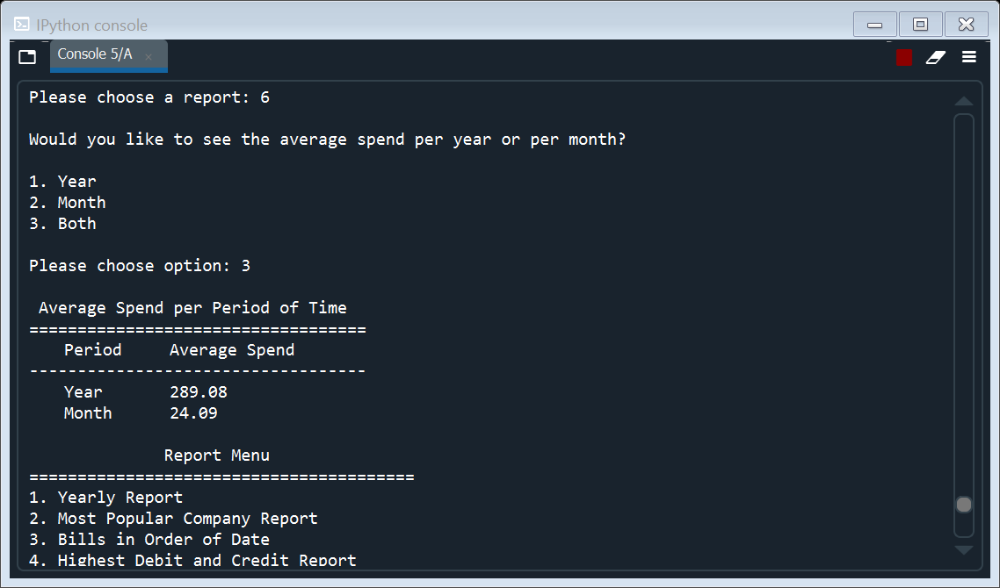 IPython console
Console 5/A
Please choose a report: 6
Would you like to see the average spend per year or per month?
1. Year
2. Month
3. Both
Please choose option: 3
Average Spend per Period of Time
===================================
Period Average Spend
-----------------------------------
Year 289.08
Month 24.09
Report Menu
========================================
1. Yearly Report
2. Most Popular Company Report
3. Bills in Order of Date
4. Highest Debit and Credit Report